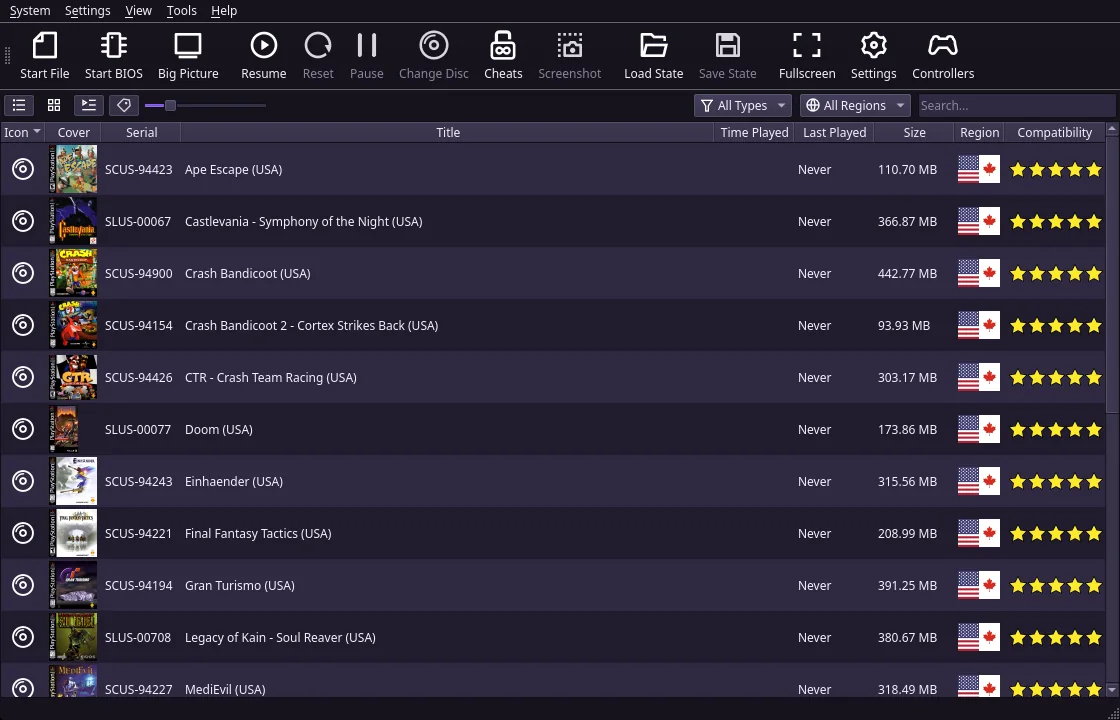 System Settings View Tools Help
Start File Start BIOS Big Picture Resume Reset Pause Change Disc Cheats Screenshot Load State Save State Fullscreen Settings Controllers
All Types All Regions Search...
Icon Cover Serial Title Time Played Last Played Size Region Compatibility
SCUS-94423 Ape Escape (USA) Never 110.70 MB
SLUS-00067 Castlevania - Symphony of the Night (USA) Never 366.87 MB
SCUS-94900 Crash Bandicoot (USA) Never 442.77 MB
SCUS-94154 Crash Bandicoot 2 - Cortex Strikes Back (USA) Never 93.93 MB
SCUS-94426 CTR - Crash Team Racing (USA) Never 303.17 MB
SLUS-00077 Doom (USA) Never 173.86 MB
SCUS-94243 Einhaender (USA) Never 315.56 MB
SCUS-94221 Final Fantasy Tactics (USA) Never 208.99 MB
SCUS-94194 Gran Turismo (USA) Never 391.25 MB
SLUS-00708 Legacy of Kain - Soul Reaver (USA) Never 380.67 MB
SCUS-94227 MediEvil (USA) Never 318.49 MB